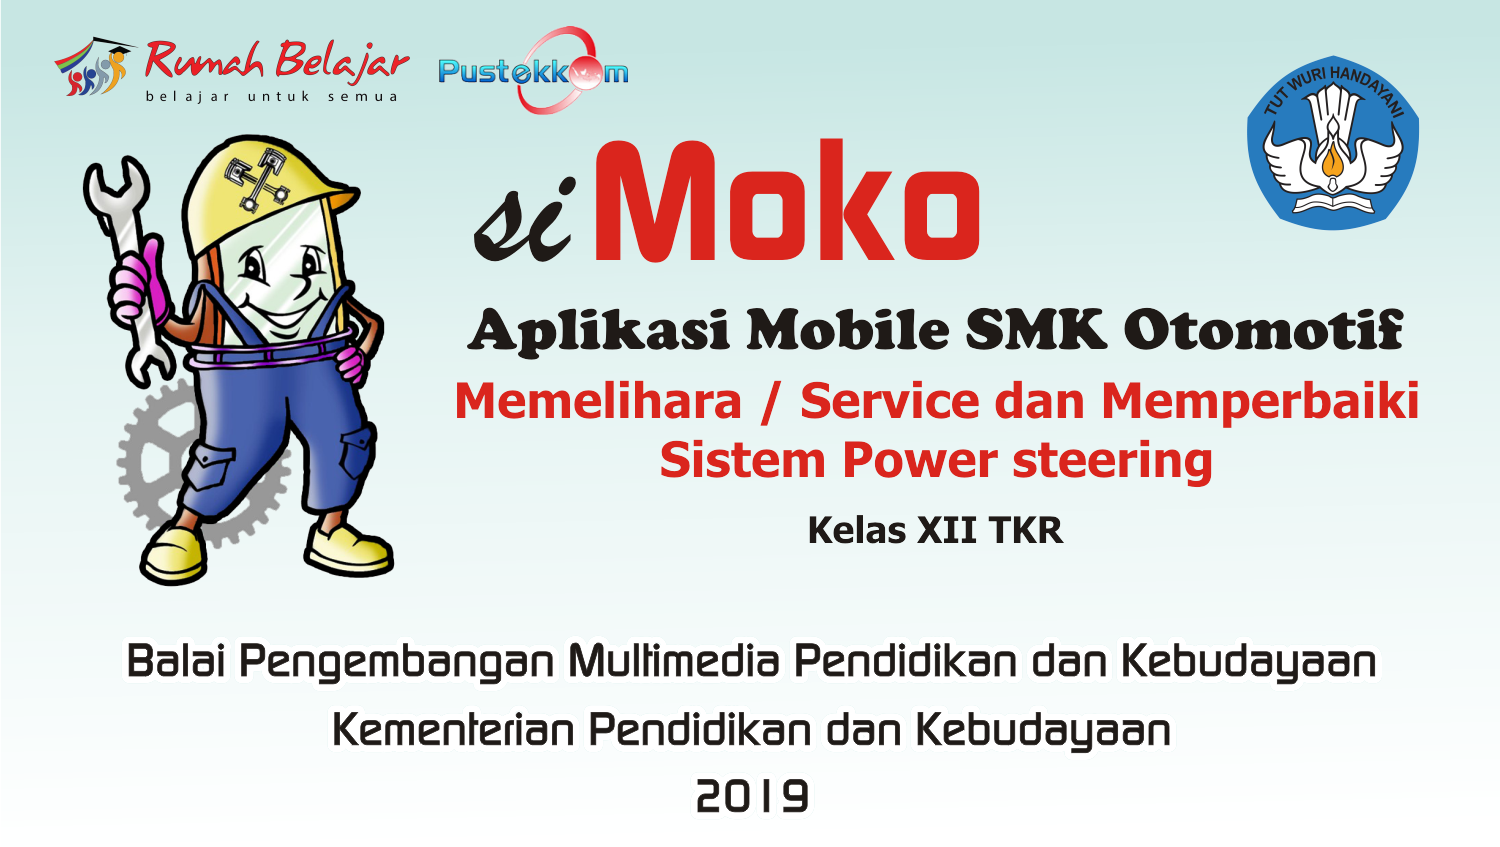 Rumah Belajar
belajar untuk semua
Pustekkom
TUT WURI HANDAYANI
si Moko
Aplikasi Mobile SMK Otomotif
Memelihara / Service dan Memperbaiki
Sistem Power steering
Kelas XII TKR
Balai Pengembangan Multimedia Pendidikan dan Kebudayaan
Kementerian Pendidikan dan Kebudayaan
2019